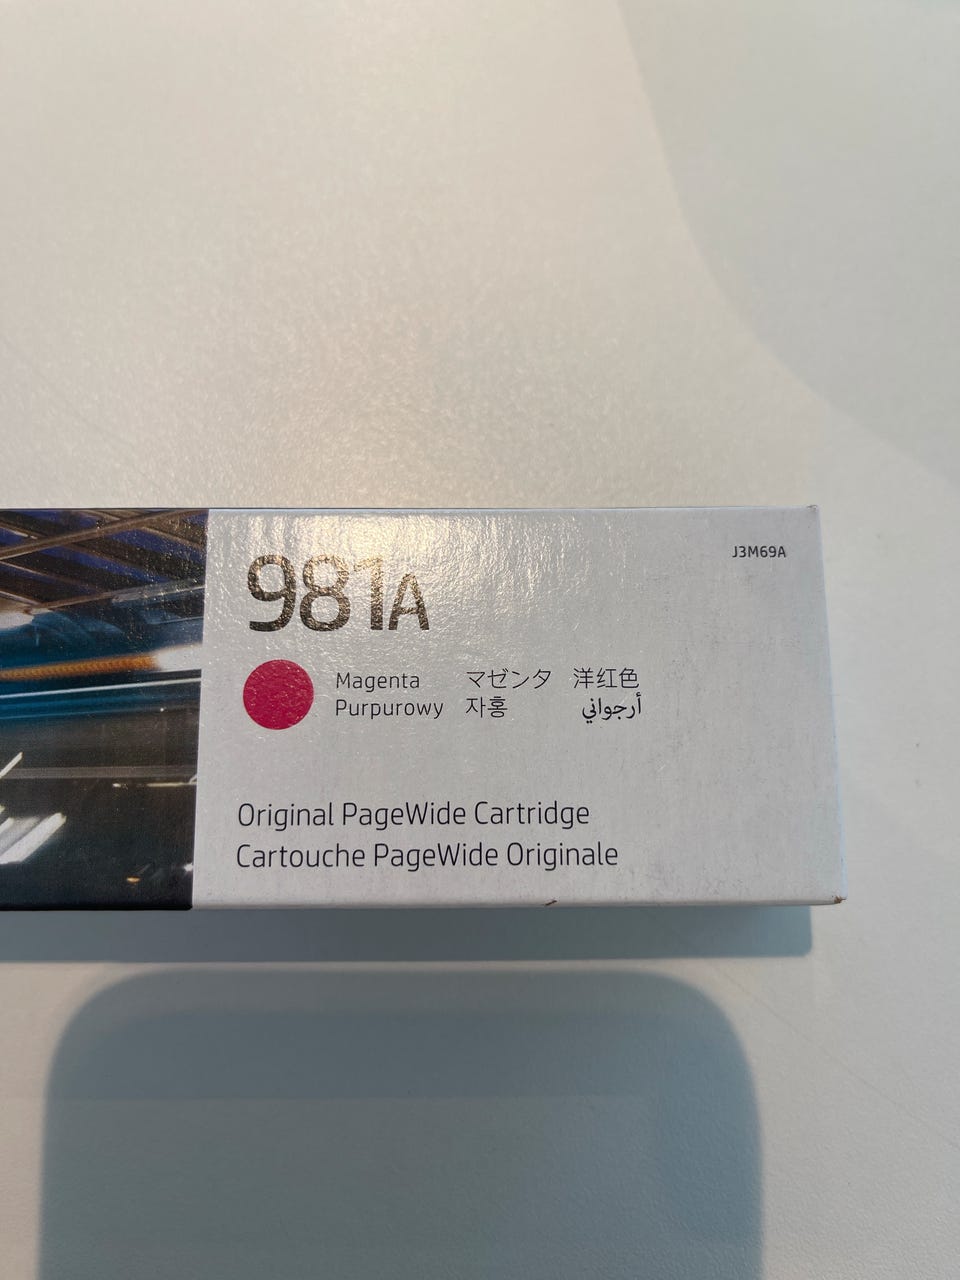 J3M69A
981A
Magenta マゼンタ 洋红色
Purpurowy 자홍 أرجواني
Original PageWide Cartridge
Cartouche PageWide Originale